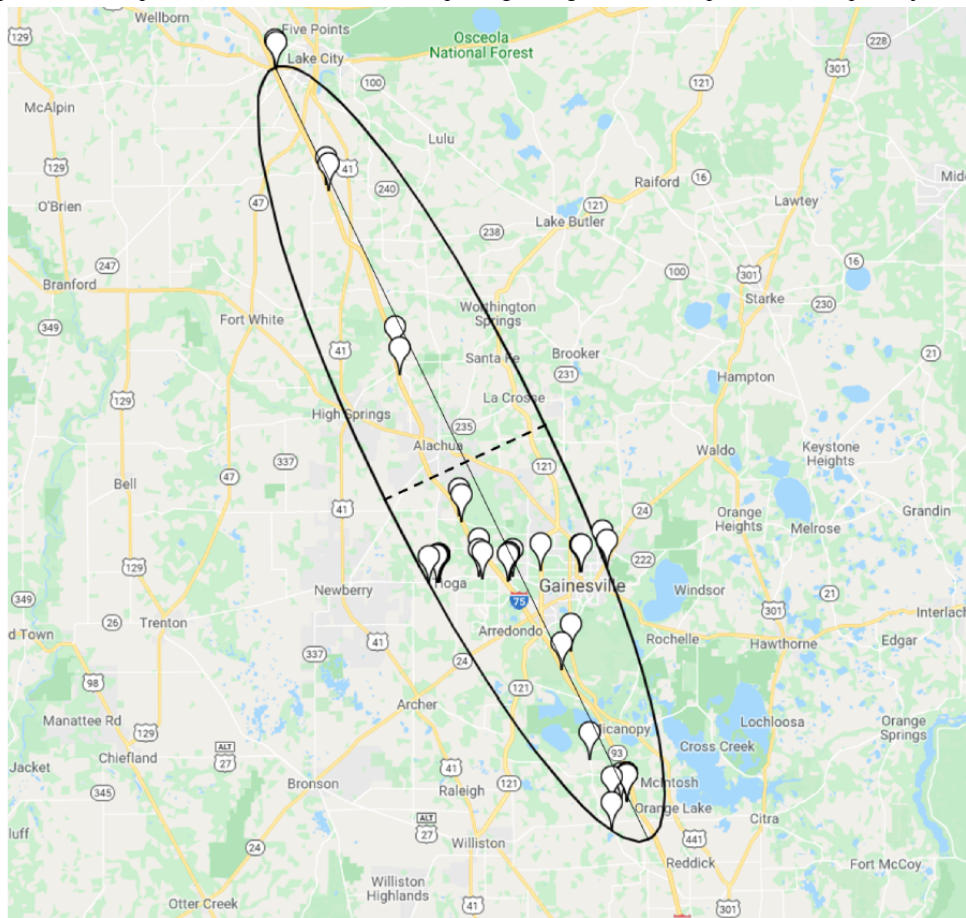 Wellborn
Five Points
Osceola
National Forest
Lake City
129
228
301
100
121
McAlpin
Lulu
129
41
240
Raiford
16
47
O'Brien
121
Lake Butler
Lawtey
238
247
16
Branford
100
301
Starke
230
349
Fort White
Worthington
Springs
41
Santa Fe
Brooker
21
231
Hampton
129
La Crosse
High Springs
235
Alachua
Waldo
Keystone
Heights
337
121
Bell
47
41
24
Orange
Heights
Melrose
Grandin
222
129
Gainesville
Newberry
Windsor
301
349
75
21
26
Trenton
Arredondo
Rochelle
Hawthorne
Edgar
41
337
24
98
121
Archer
Manattee Rd
129
Lochloosa
Orange
Springs
Chiefland
ALT
27
93
Cross Creek
Bronson
41
121
McIntosh
345
Raleigh
Orange Lake
ALT
27
Citra
Williston
441
24
Reddick
Fort McCoy
Williston
Highlands
Otter Creek
41
301